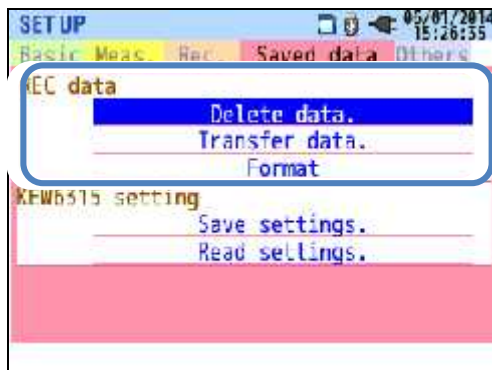 SET UP 05/01/2014
15:26:35
Basic Meas. Rec. Saved data Others
REC data
Delete data.
Transfer data.
Format
KEW6315 setting
Save settings.
Read settings.